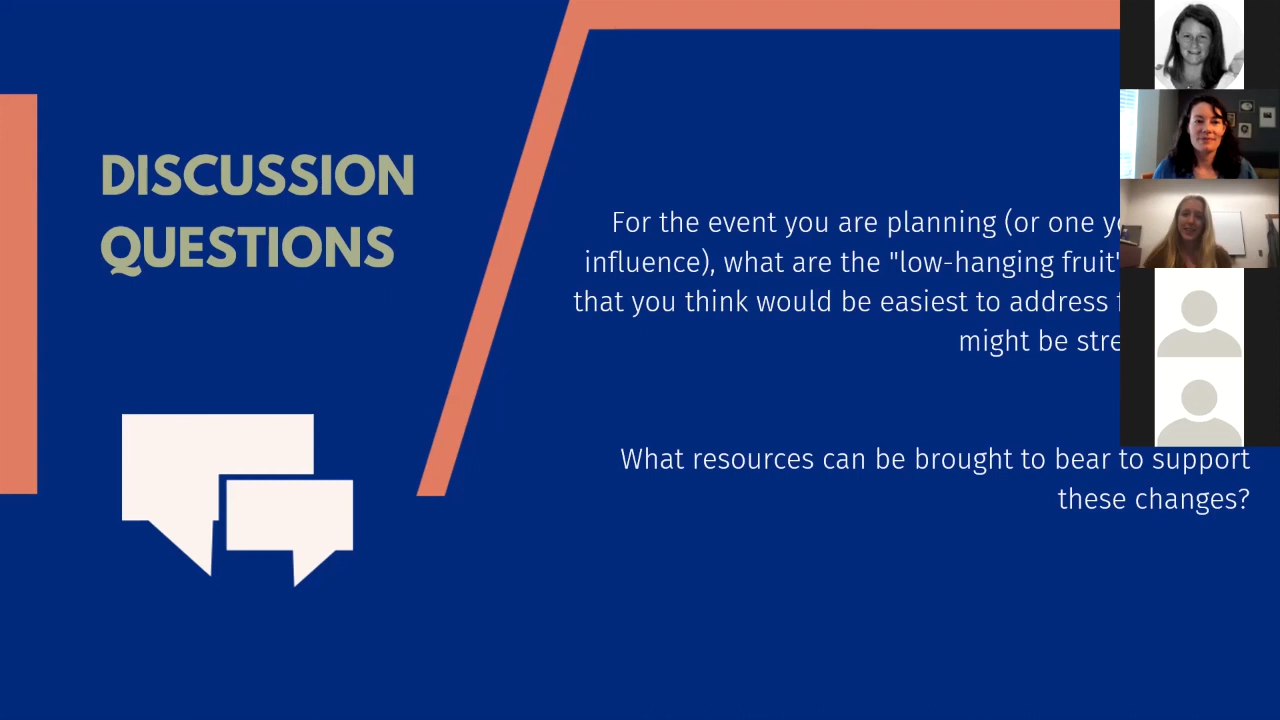 DISCUSSION
QUESTIONS
For the event you are planning (or one
influence), what are the "low-hanging fruit"
that you think would be easiest to address
might be
What resources can be brought to bear to support
these changes?